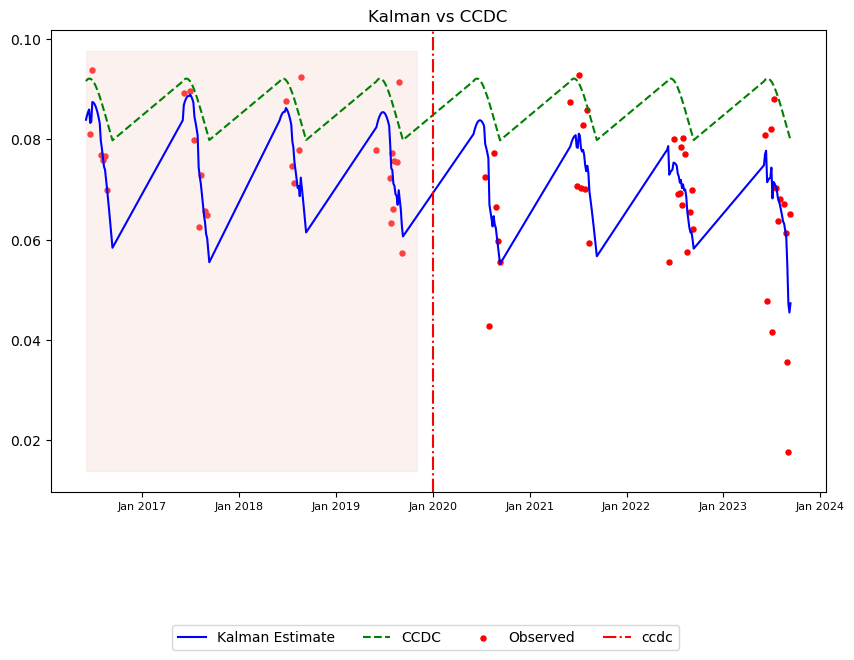 Kalman vs CCDC
0.10
0.08
0.06
0.04
0.02
Jan 2017 Jan 2018 Jan 2019 Jan 2020 Jan 2021 Jan 2022 Jan 2023 Jan 2024
Kalman Estimate CCDC Observed ccdc